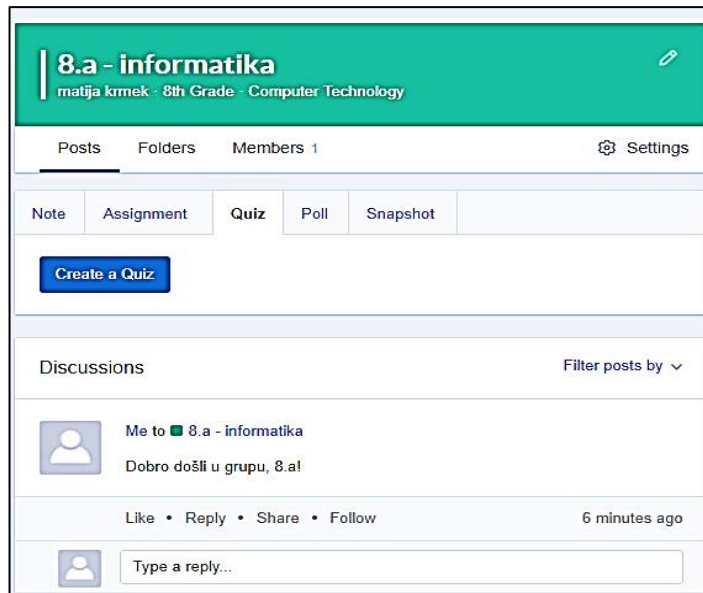 8.a - informatika
matija krmek · 8th Grade · Computer Technology
Posts Folders Members 1 Settings
Note Assignment Quiz Poll Snapshot
Create a Quiz
Discussions Filter posts by
Me to 8.a - informatika
Dobro došli u grupu, 8.a!
Like • Reply • Share • Follow 6 minutes ago
Type a reply...